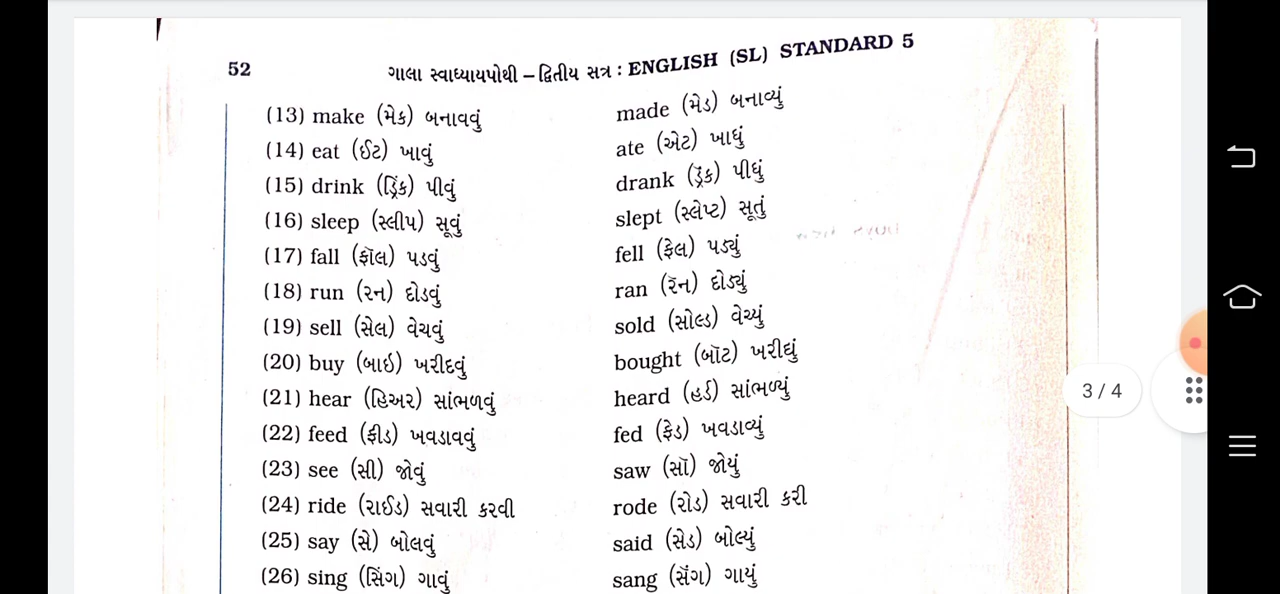 52 ગાલા સ્વાધ્યાયપોથી – દ્વિતીય સત્ર : ENGLISH (SL) STANDARD 5
(13) make (મેક) બનાવવું made (મેડ) બનાવ્યું
(14) eat (ઈટ) ખાવું ate (એટ) ખાધું
(15) drink (ડ્રિંક) પીવું drank (ડ્રૅંક) પીધું
(16) sleep (સ્લીપ) સૂવું slept (સ્લેપ્ટ) સૂતું
(17) fall (ફૉલ) પડવું fell (ફેલ) પડ્યું
(18) run (રન) દોડવું ran (રૅન) દોડ્યું
(19) sell (સેલ) વેચવું sold (સોલ્ડ) વેચ્યું
(20) buy (બાઇ) ખરીદવું bought (બૉટ) ખરીદ્યું
(21) hear (હિઅર) સાંભળવું heard (હર્ડ) સાંભળ્યું
(22) feed (ફીડ) ખવડાવવું fed (ફેડ) ખવડાવ્યું
(23) see (સી) જોવું saw (સૉ) જોયું
(24) ride (રાઈડ) સવારી કરવી rode (રોડ) સવારી કરી
(25) say (સે) બોલવું said (સેડ) બોલ્યું
(26) sing (સિંગ) ગાવું sang (સૅંગ) ગાયું
3 / 4